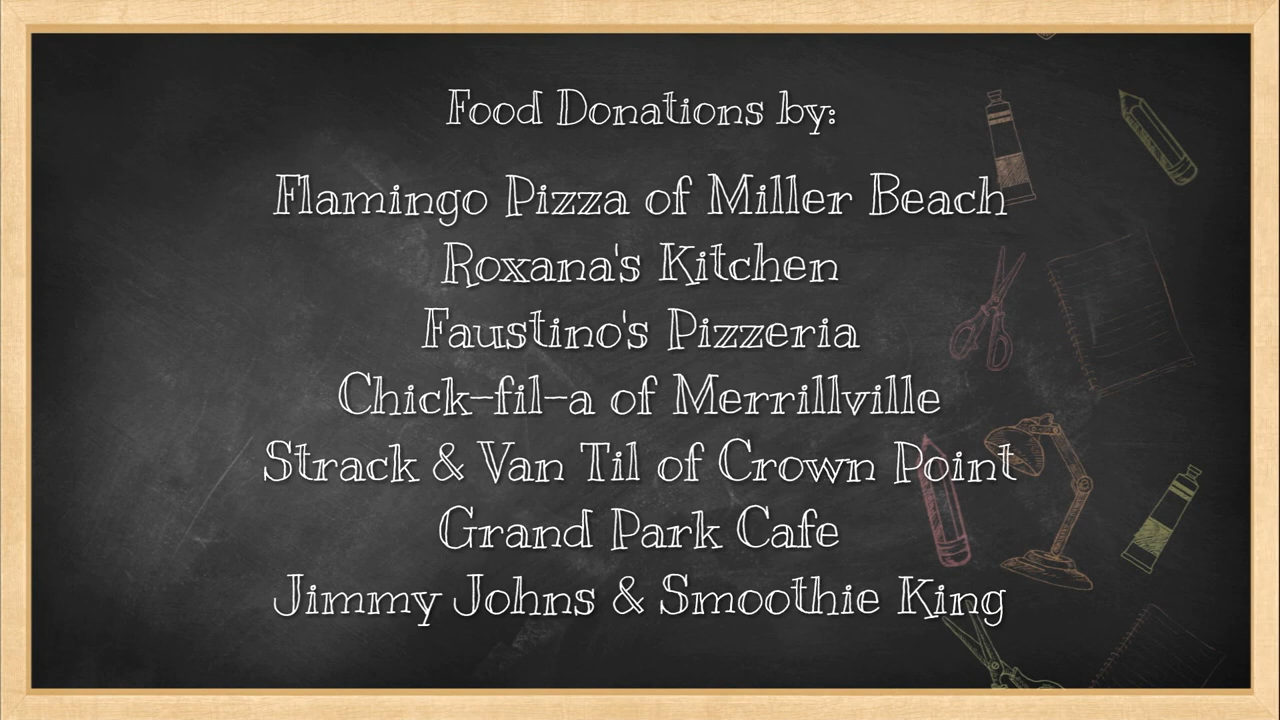 Food Donations by:
Flamingo Pizza of Miller Beach
Roxana's Kitchen
Faustino's Pizzeria
Chick-fil-a of Merrillville
Strack & Van Til of Crown Point
Grand Park Cafe
Jimmy Johns & Smoothie King